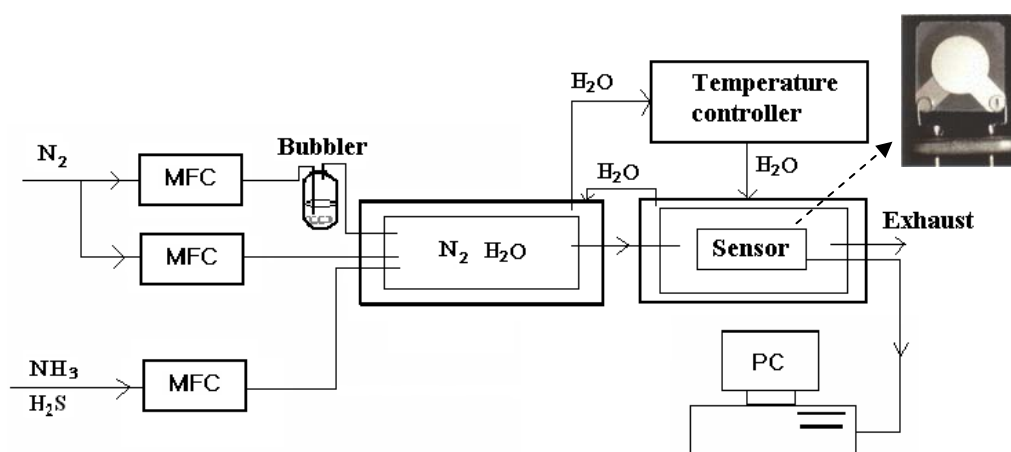 H₂O
Temperature
controller
N₂
Bubbler
MFC
H₂O
H₂O
MFC
N₂ H₂O
Sensor
Exhaust
NH₃
H₂S
MFC
PC